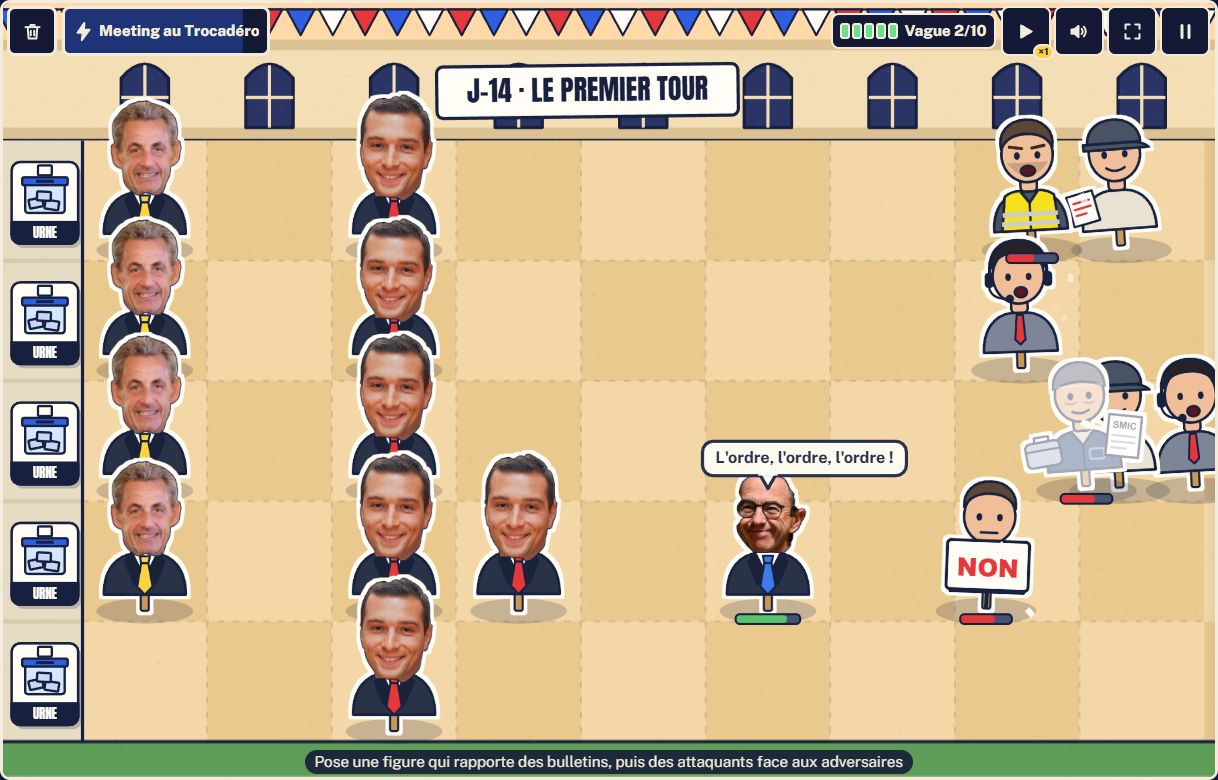 Meeting au Trocadéro
Vague 2/10
×1
J-14 · LE PREMIER TOUR
URNE
URNE
SMIC
URNE
L'ordre, l'ordre, l'ordre !
NON
URNE
URNE
Pose une figure qui rapporte des bulletins, puis des attaquants face aux adversaires